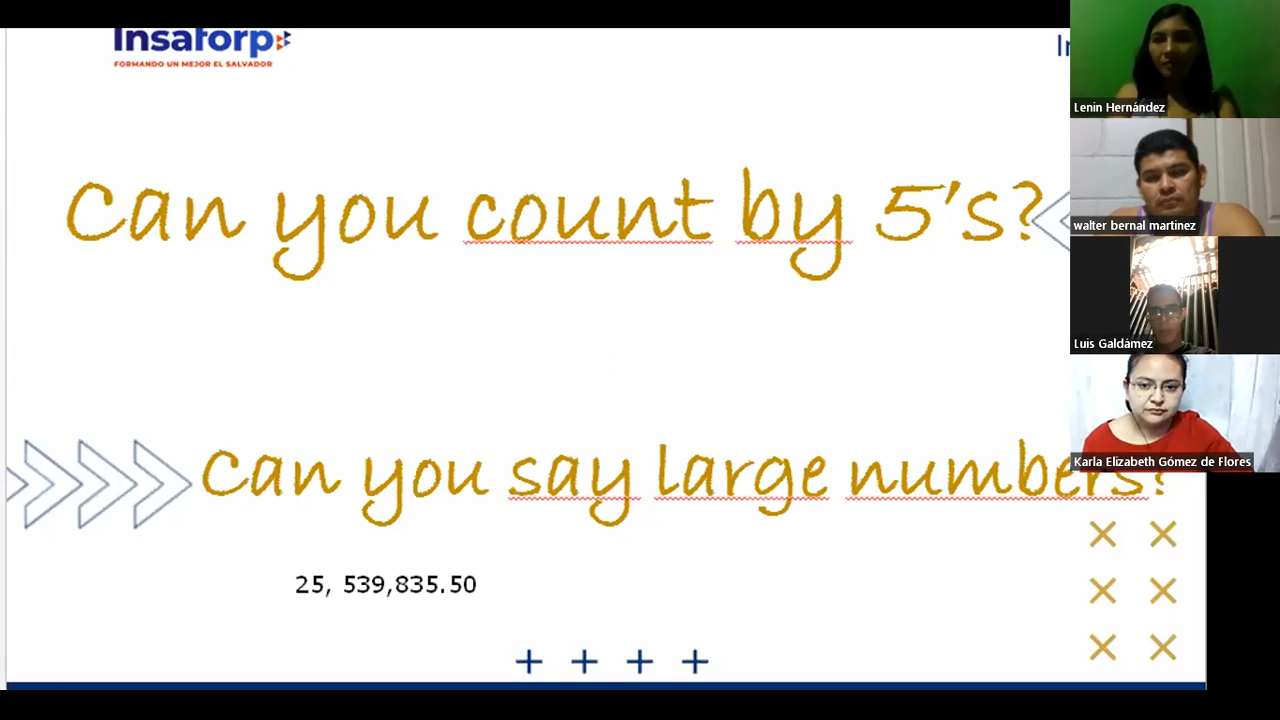 Insaforp
FORMANDO UN MEJOR EL SALVADOR
Can you count by 5's?
Can you say large numbers?
25, 539,835.50
Lenin Hernández
walter bernal martinez
Luis Galdámez
Karla Elizabeth Gómez de Flores